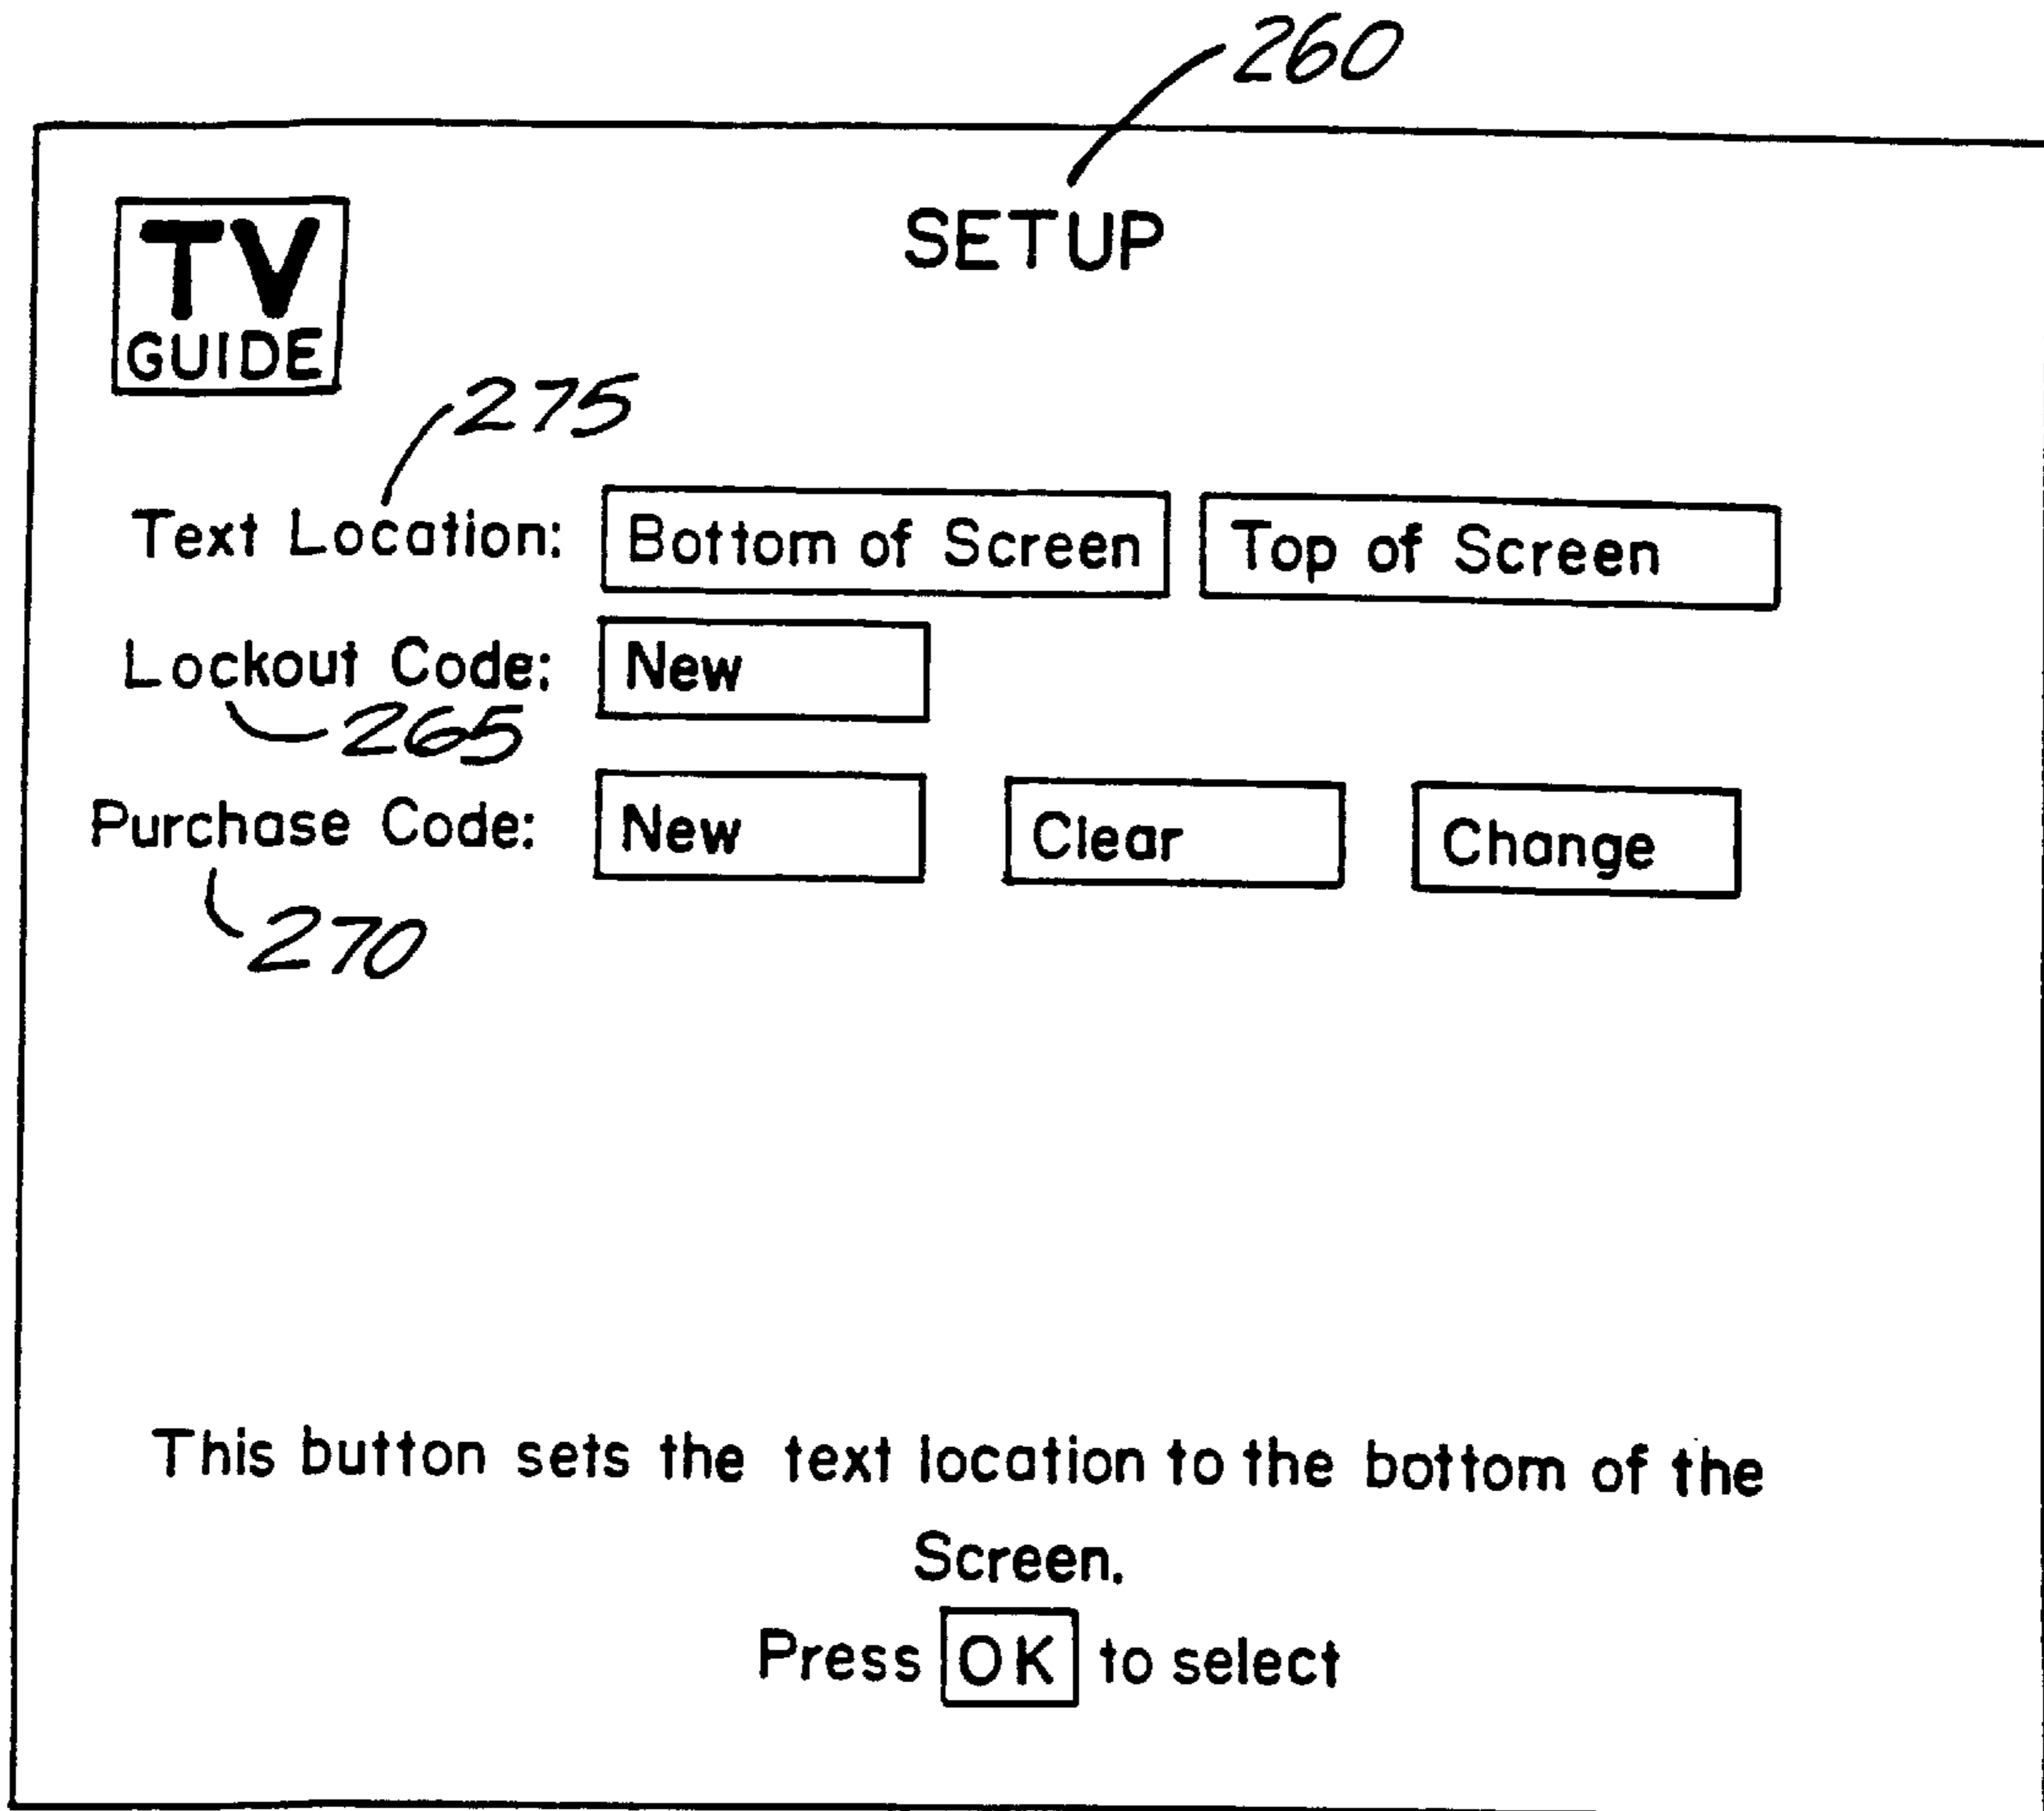 260
TV
GUIDE
SETUP
275
Text Location: Bottom of Screen Top of Screen
Lockout Code: New
265
Purchase Code: New Clear Change
270
This button sets the text location to the bottom of the
Screen.
Press OK to select